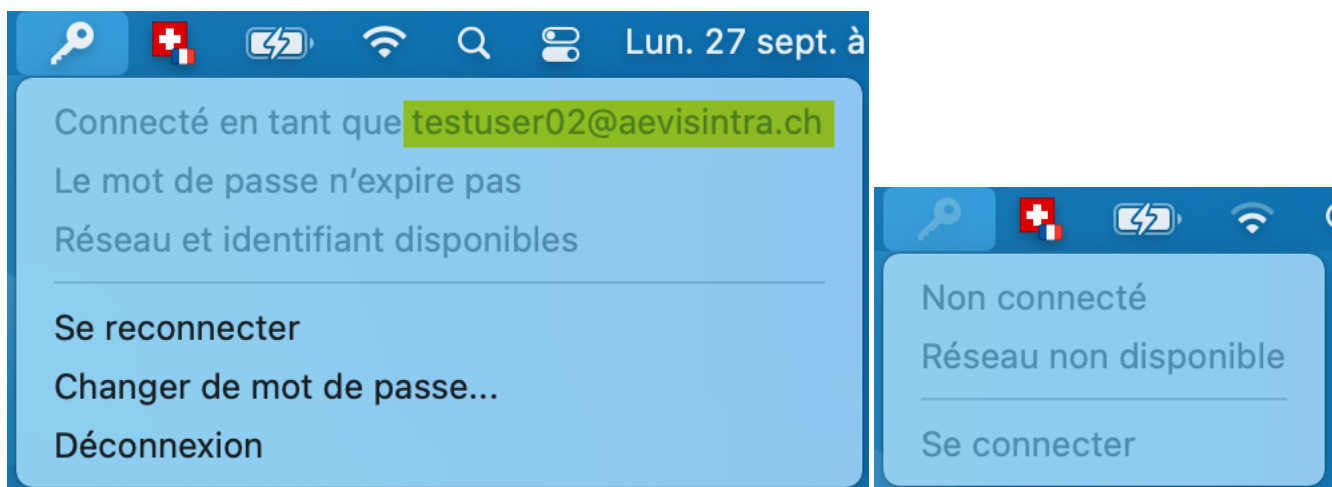 Lun. 27 sept. à
Connecté en tant que testuser02@aevisintra.ch
Le mot de passe n’expire pas
Réseau et identifiant disponibles
Se reconnecter
Changer de mot de passe...
Déconnexion
Non connecté
Réseau non disponible
Se connecter